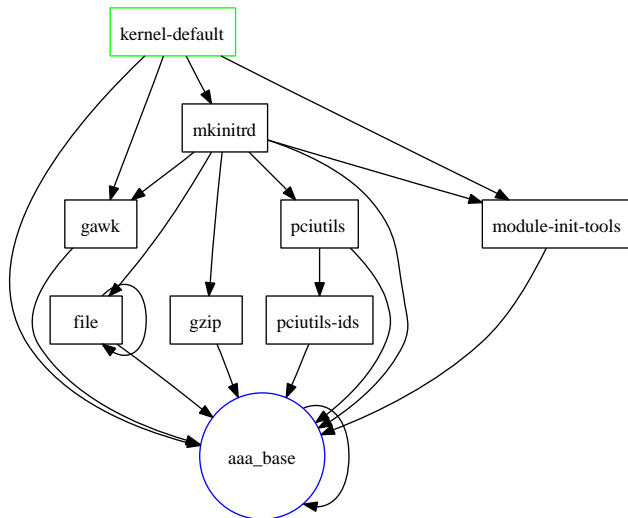 kernel-default
mkinitrd
gawk
pciutils
module-init-tools
file
gzip
pciutils-ids
aaa_base